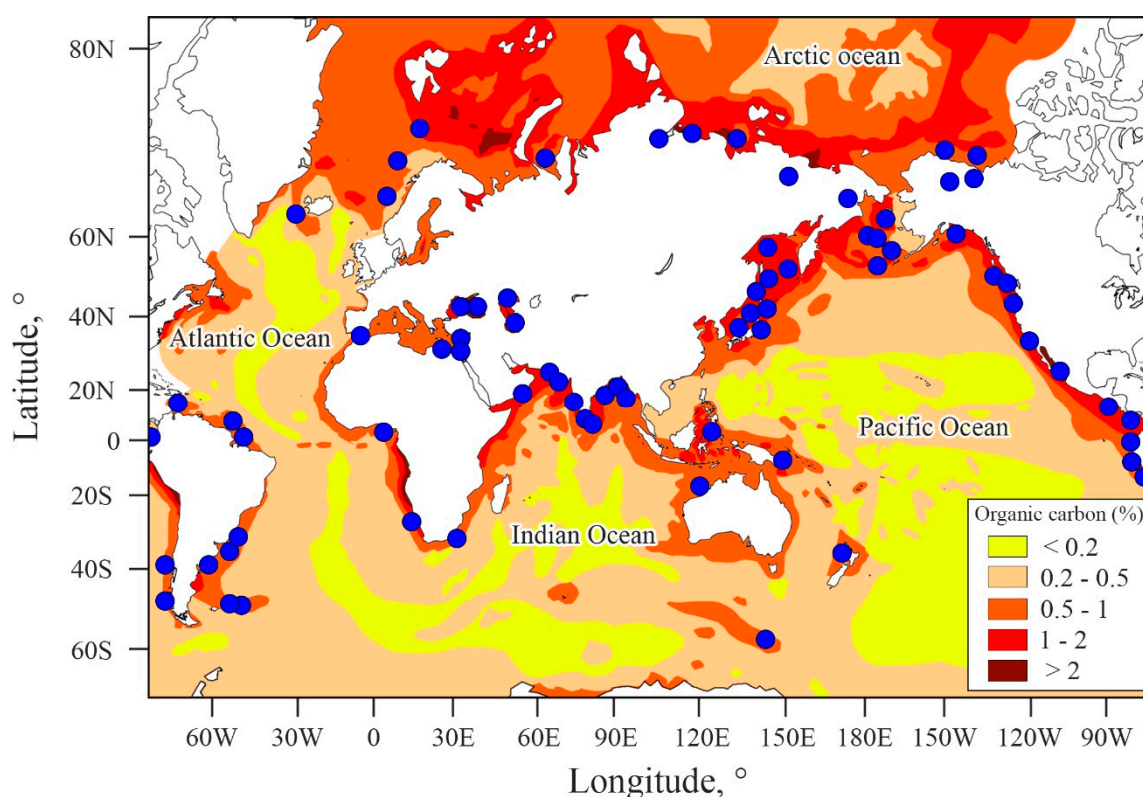 80N
60N
40N
20N
0
20S
40S
60S
Latitude, °
Arctic ocean
Atlantic Ocean
Pacific Ocean
Indian Ocean
Organic carbon (%)
< 0.2
0.2 - 0.5
0.5 - 1
1 - 2
> 2
60W 30W 0 30E 60E 90E 120E 150E 180E 150W 120W 90W
Longitude, °